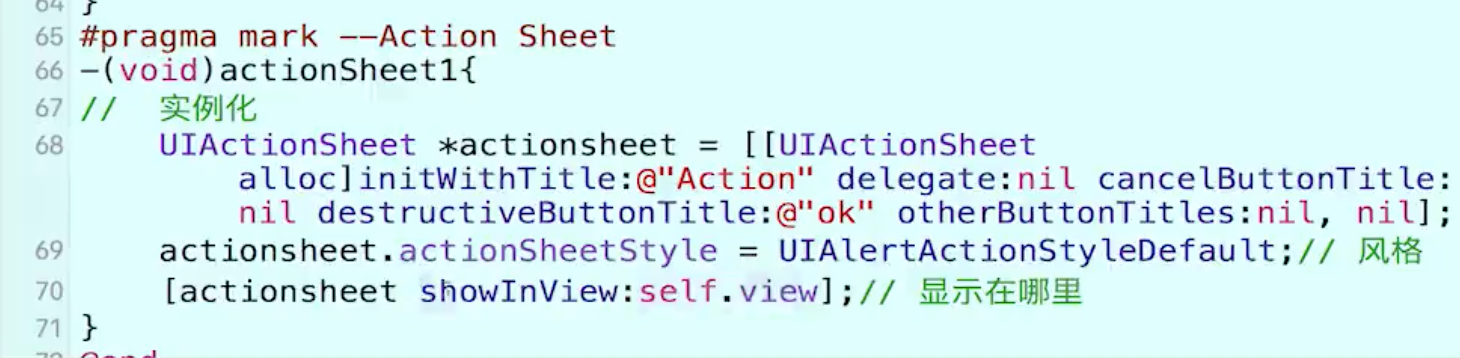 64 }
65 #pragma mark --Action Sheet
66 -(void)actionSheet1{
67 //  实例化
68 UIActionSheet *actionsheet = [[UIActionSheet
alloc]initWithTitle:@"Action" delegate:nil cancelButtonTitle:
nil destructiveButtonTitle:@"ok" otherButtonTitles:nil, nil];
69 actionsheet.actionSheetStyle = UIAlertActionStyleDefault;// 风格
70 [actionsheet showInView:self.view];// 显示在哪里
71 }